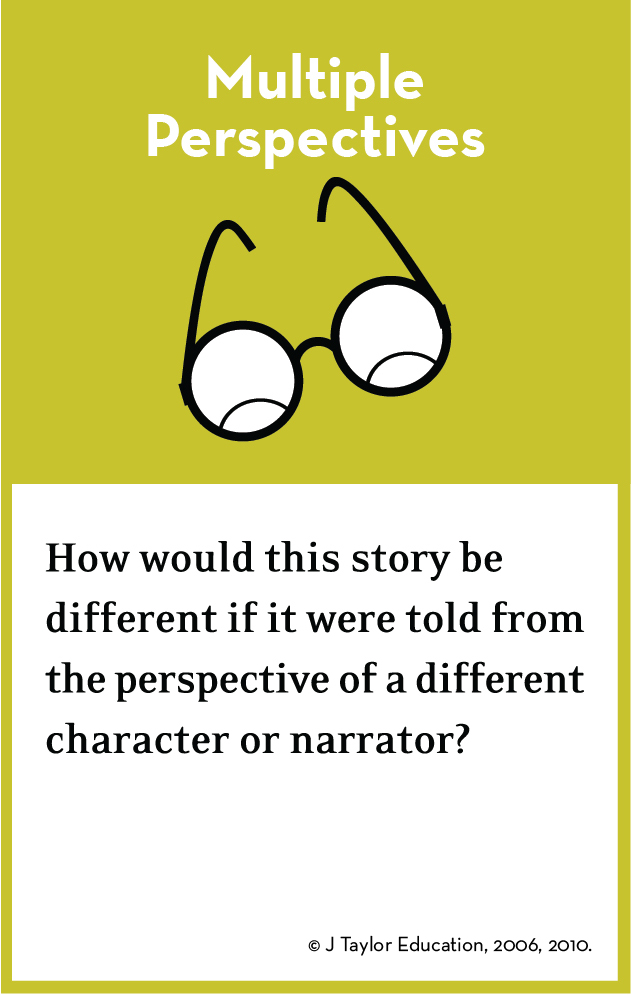 Multiple
Perspectives
How would this story be
different if it were told from
the perspective of a different
character or narrator?
© J Taylor Education, 2006, 2010.